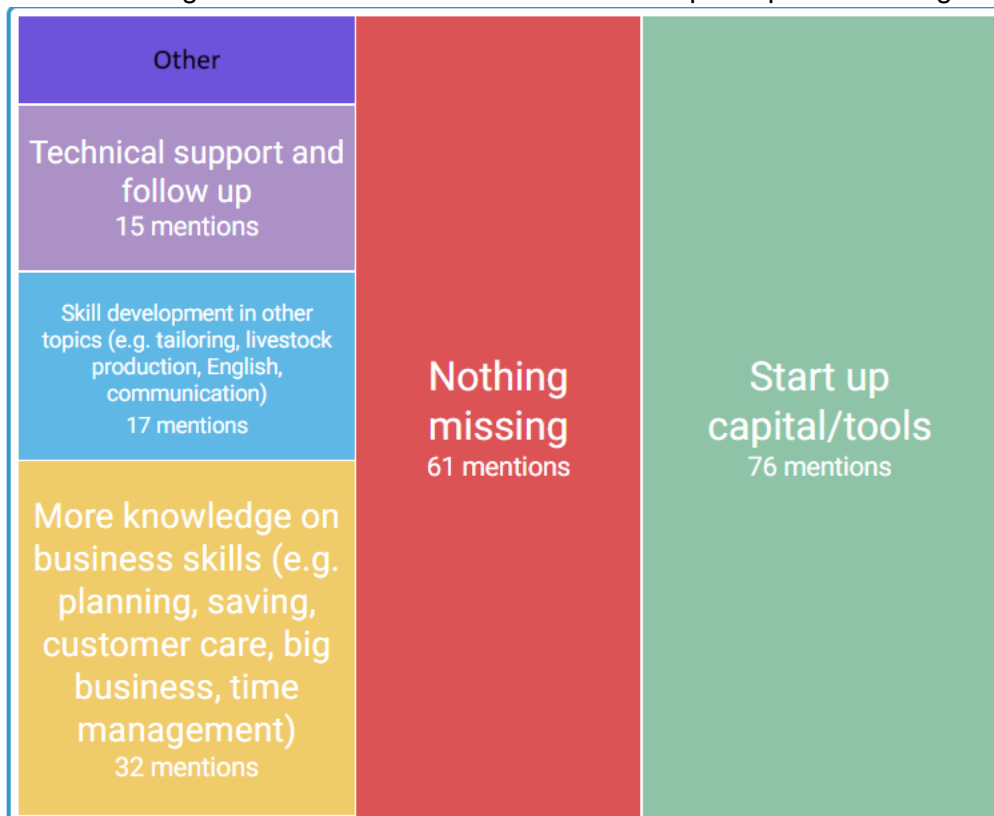 Other
Technical support and
follow up
15 mentions
Skill development in other
topics (e.g. tailoring, livestock
production, English,
communication)
17 mentions
More knowledge on
business skills (e.g.
planning, saving,
customer care, big
business, time
management)
32 mentions
Nothing
missing
61 mentions
Start up
capital/tools
76 mentions